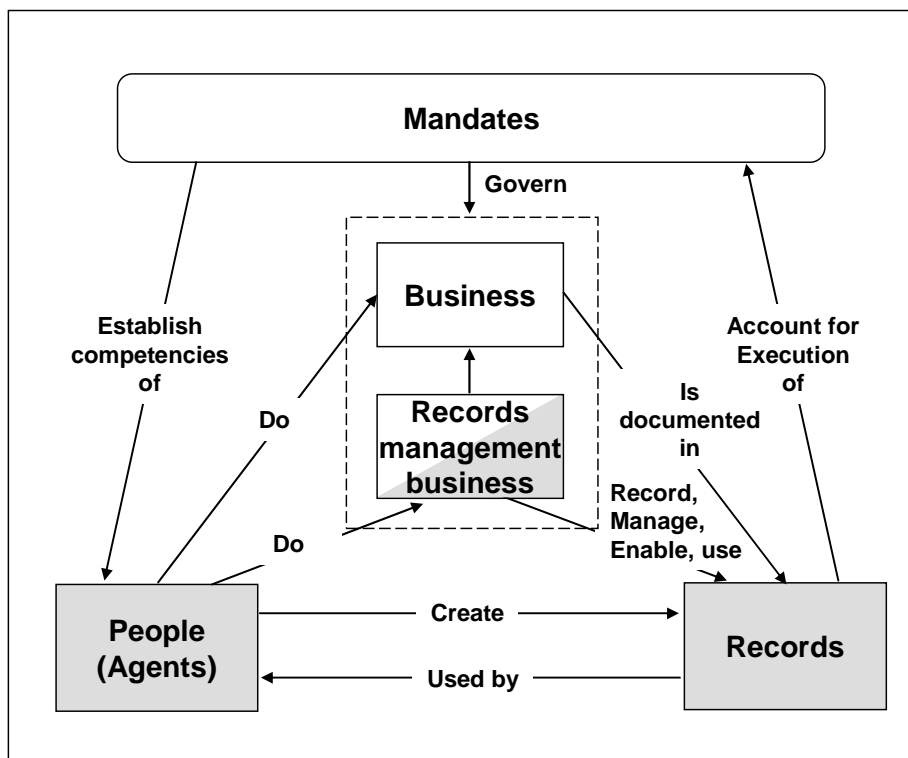 Mandates
Govern
Business
Establish
competencies
of
Account for
Execution
of
Do
Is
documented
in
Records
management
business
Record,
Manage,
Enable, use
Do
People
(Agents)
Create
Used by
Records